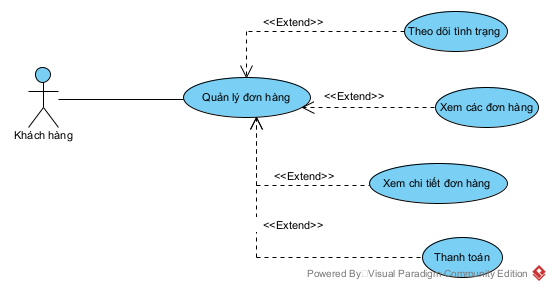 <<Extend>>
Theo dõi tình trạng
Quản lý đơn hàng
<<Extend>>
Xem các đơn hàng
Khách hàng
<<Extend>>
Xem chi tiết đơn hàng
<<Extend>>
Thanh toán
Powered By Visual Paradigm Community Edition